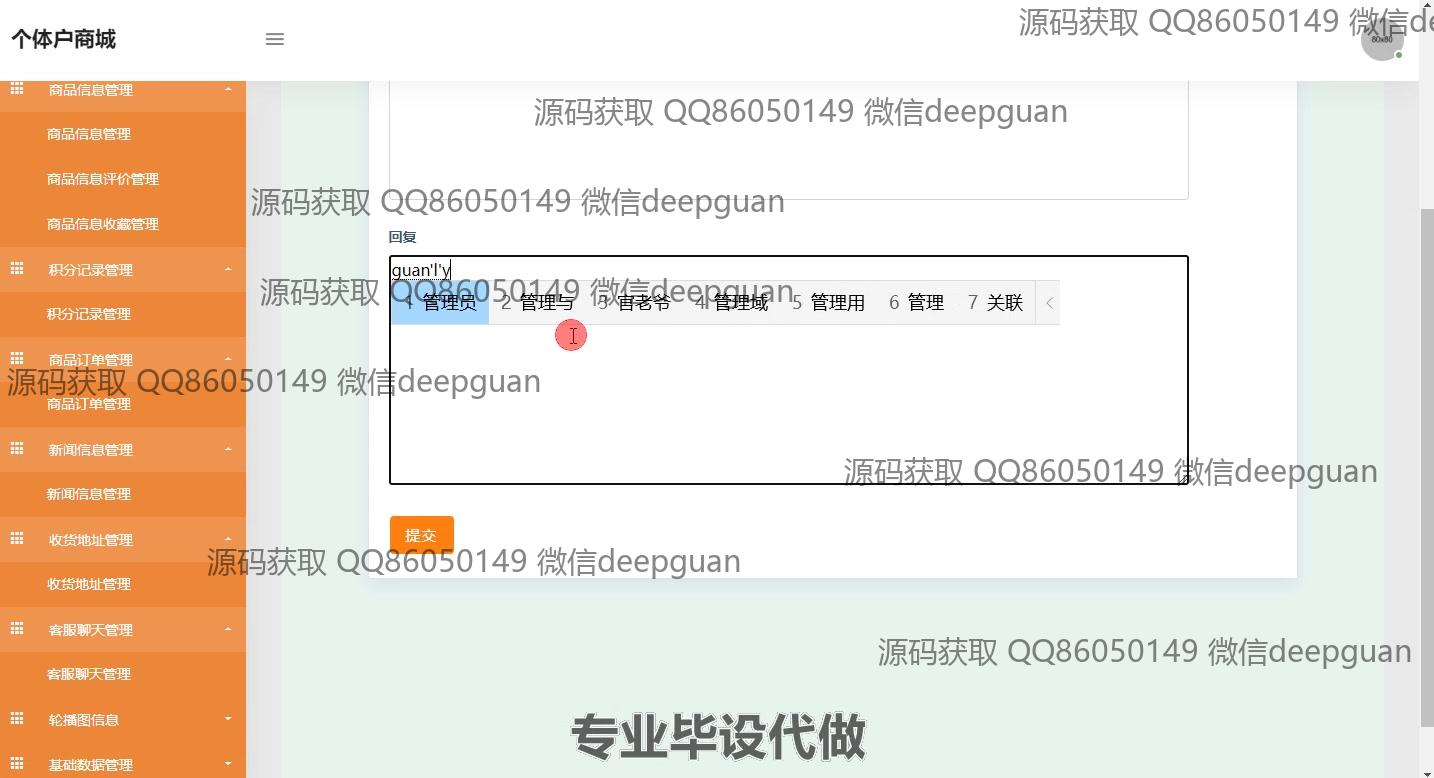 个体户商城
源码获取 QQ86050149 微信de
80x80
商品信息管理
源码获取 QQ86050149 微信deepguan
商品信息管理
商品信息评价管理
源码获取 QQ86050149 微信deepguan
商品信息收藏管理
回复
积分记录管理
guan'l'y
源码获取 QQ86050149 微信deepguan
1 管理员 2 管理与 3 官老爷 4 管理域 5 管理用 6 管理 7 关联
积分记录管理
商品订单管理
源码获取 QQ86050149 微信deepguan
商品订单管理
新闻信息管理
源码获取 QQ86050149 微信deepguan
新闻信息管理
收货地址管理
提交
源码获取 QQ86050149 微信deepguan
收货地址管理
客服聊天管理
源码获取 QQ86050149 微信deepguan
客服聊天管理
轮播图信息
专业毕设代做
基础数据管理